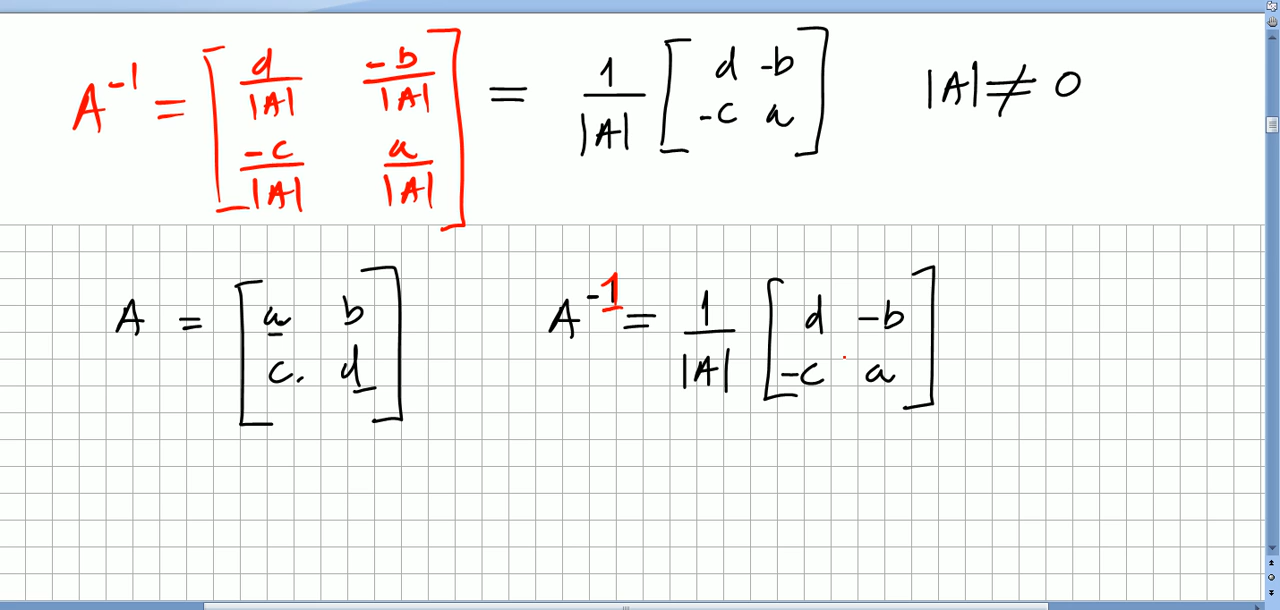 A⁻¹ = [ d/|A| -b/|A| ; -c/|A| a/|A| ] = 1/|A| [ d -b ; -c a ] |A| ≠ 0
A = [ a b ; c. d ] A⁻¹ = 1/|A| [ d -b ; -c a ]